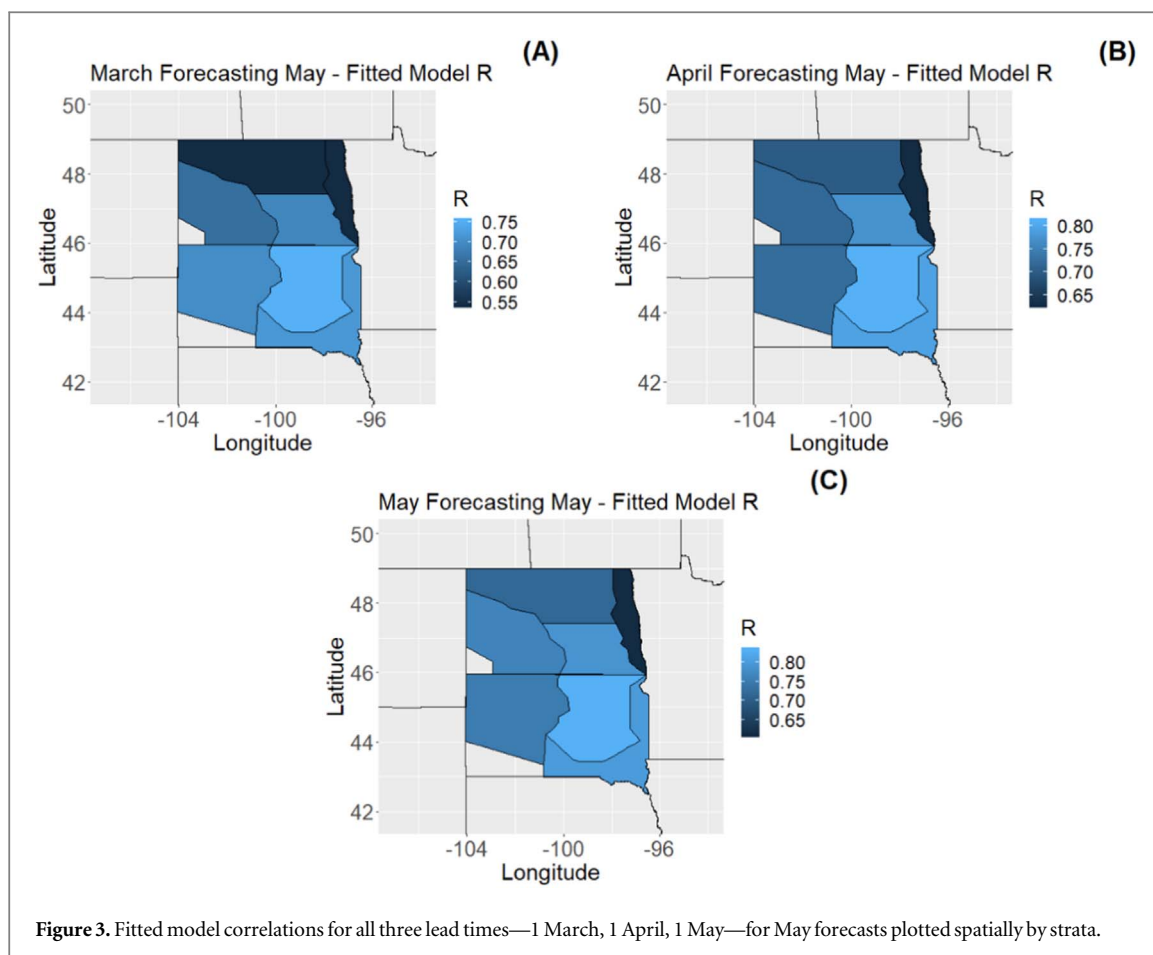 (A)
March Forecasting May - Fitted Model R
50
48
46
44
42
Latitude
-104
-100
-96
Longitude
R
0.75
0.70
0.65
0.60
0.55
(B)
April Forecasting May - Fitted Model R
50
48
46
44
42
Latitude
-104
-100
-96
Longitude
R
0.80
0.75
0.70
0.65
(C)
May Forecasting May - Fitted Model R
50
48
46
44
42
Latitude
-104
-100
-96
Longitude
R
0.80
0.75
0.70
0.65
Figure 3. Fitted model correlations for all three lead times—1 March, 1 April, 1 May—for May forecasts plotted spatially by strata.